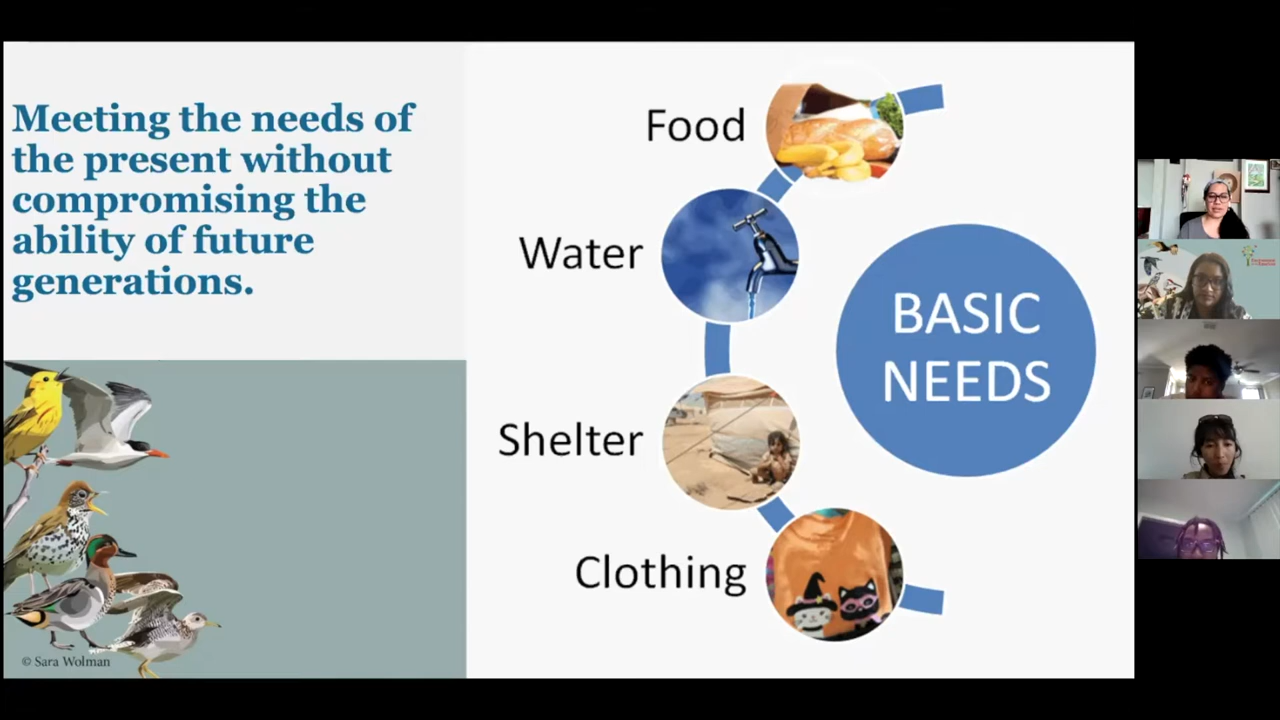 Meeting the needs of
the present without
compromising the
ability of future
generations.
Food
Water
Shelter
Clothing
BASIC
NEEDS
© Sara Wolman